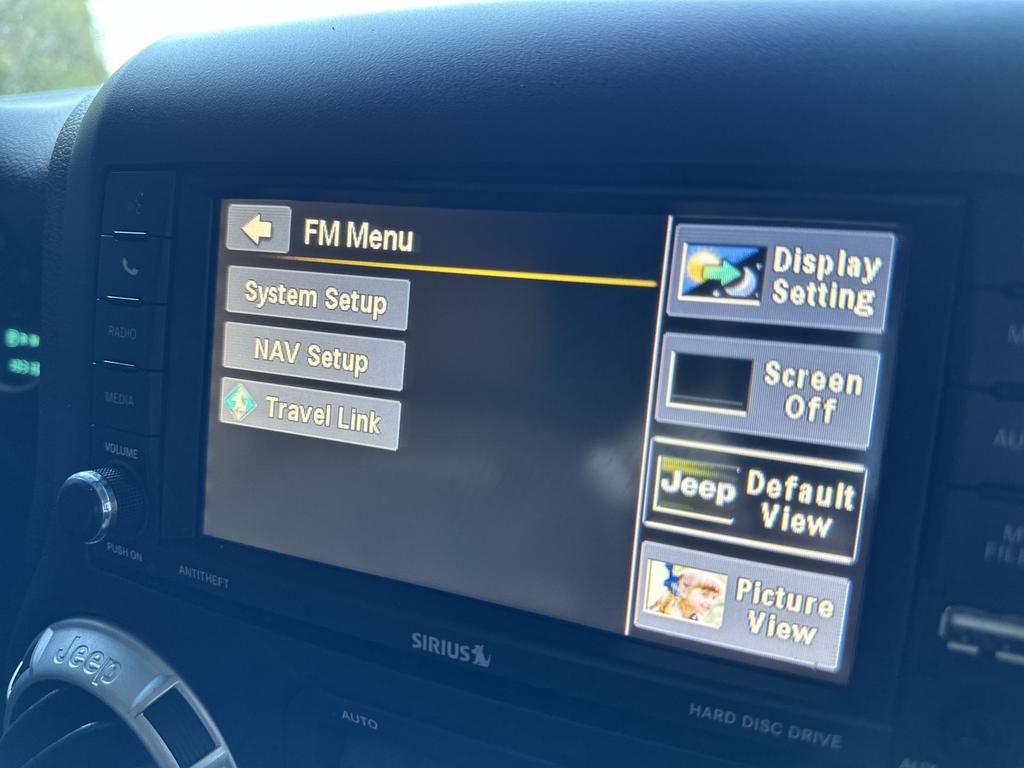 FM Menu
System Setup
NAV Setup
Travel Link
Display
Setting
Screen
Off
Jeep
Default
View
Picture
View
RADIO
MEDIA
VOLUME
PUSH ON
ANTITHEFT
SIRIUS
HARD DISC DRIVE
Jeep
AUTO